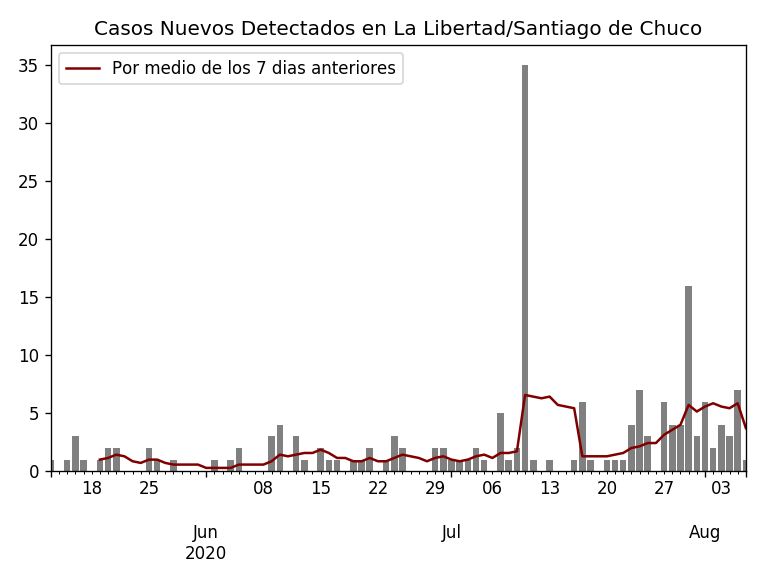 Casos Nuevos Detectados en La Libertad/Santiago de Chuco
Por medio de los 7 dias anteriores
35
30
25
20
15
10
5
0
18 25 08 15 22 29 06 13 20 27 03
Jun Jul Aug
2020